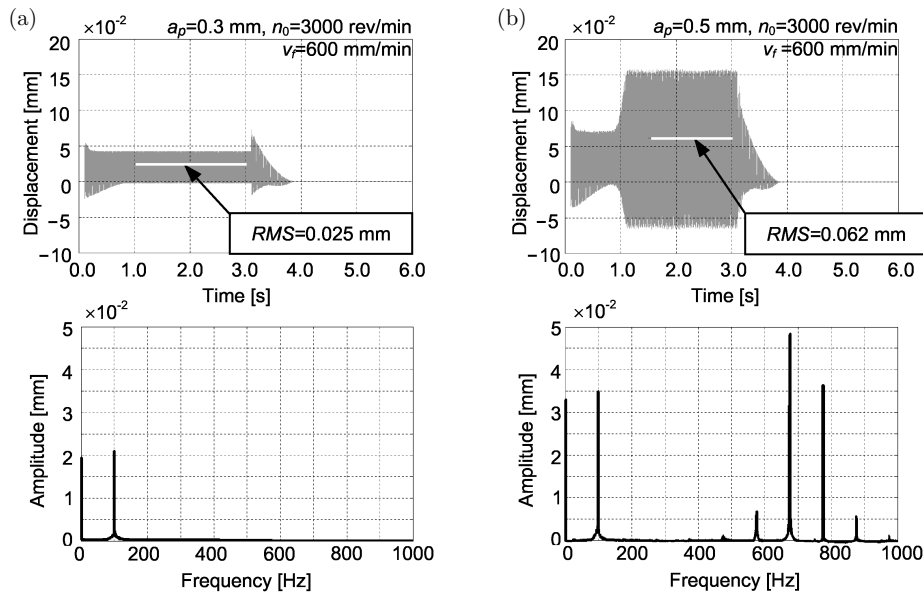 (a)
×10⁻²
aₚ=0.3 mm, n₀=3000 rev/min
v_f=600 mm/min
20
15
10
5
0
−5
−10
Displacement [mm]
RMS=0.025 mm
0.0 1.0 2.0 3.0 4.0 5.0 6.0
Time [s]
×10⁻²
5
4
3
2
1
0
Amplitude [mm]
0 200 400 600 800 1000
Frequency [Hz]
(b)
×10⁻²
aₚ=0.5 mm, n₀=3000 rev/min
v_f=600 mm/min
20
15
10
5
0
−5
−10
Displacement [mm]
RMS=0.062 mm
0.0 1.0 2.0 3.0 4.0 5.0 6.0
Time [s]
×10⁻²
5
4
3
2
1
0
Amplitude [mm]
0 200 400 600 800 1000
Frequency [Hz]